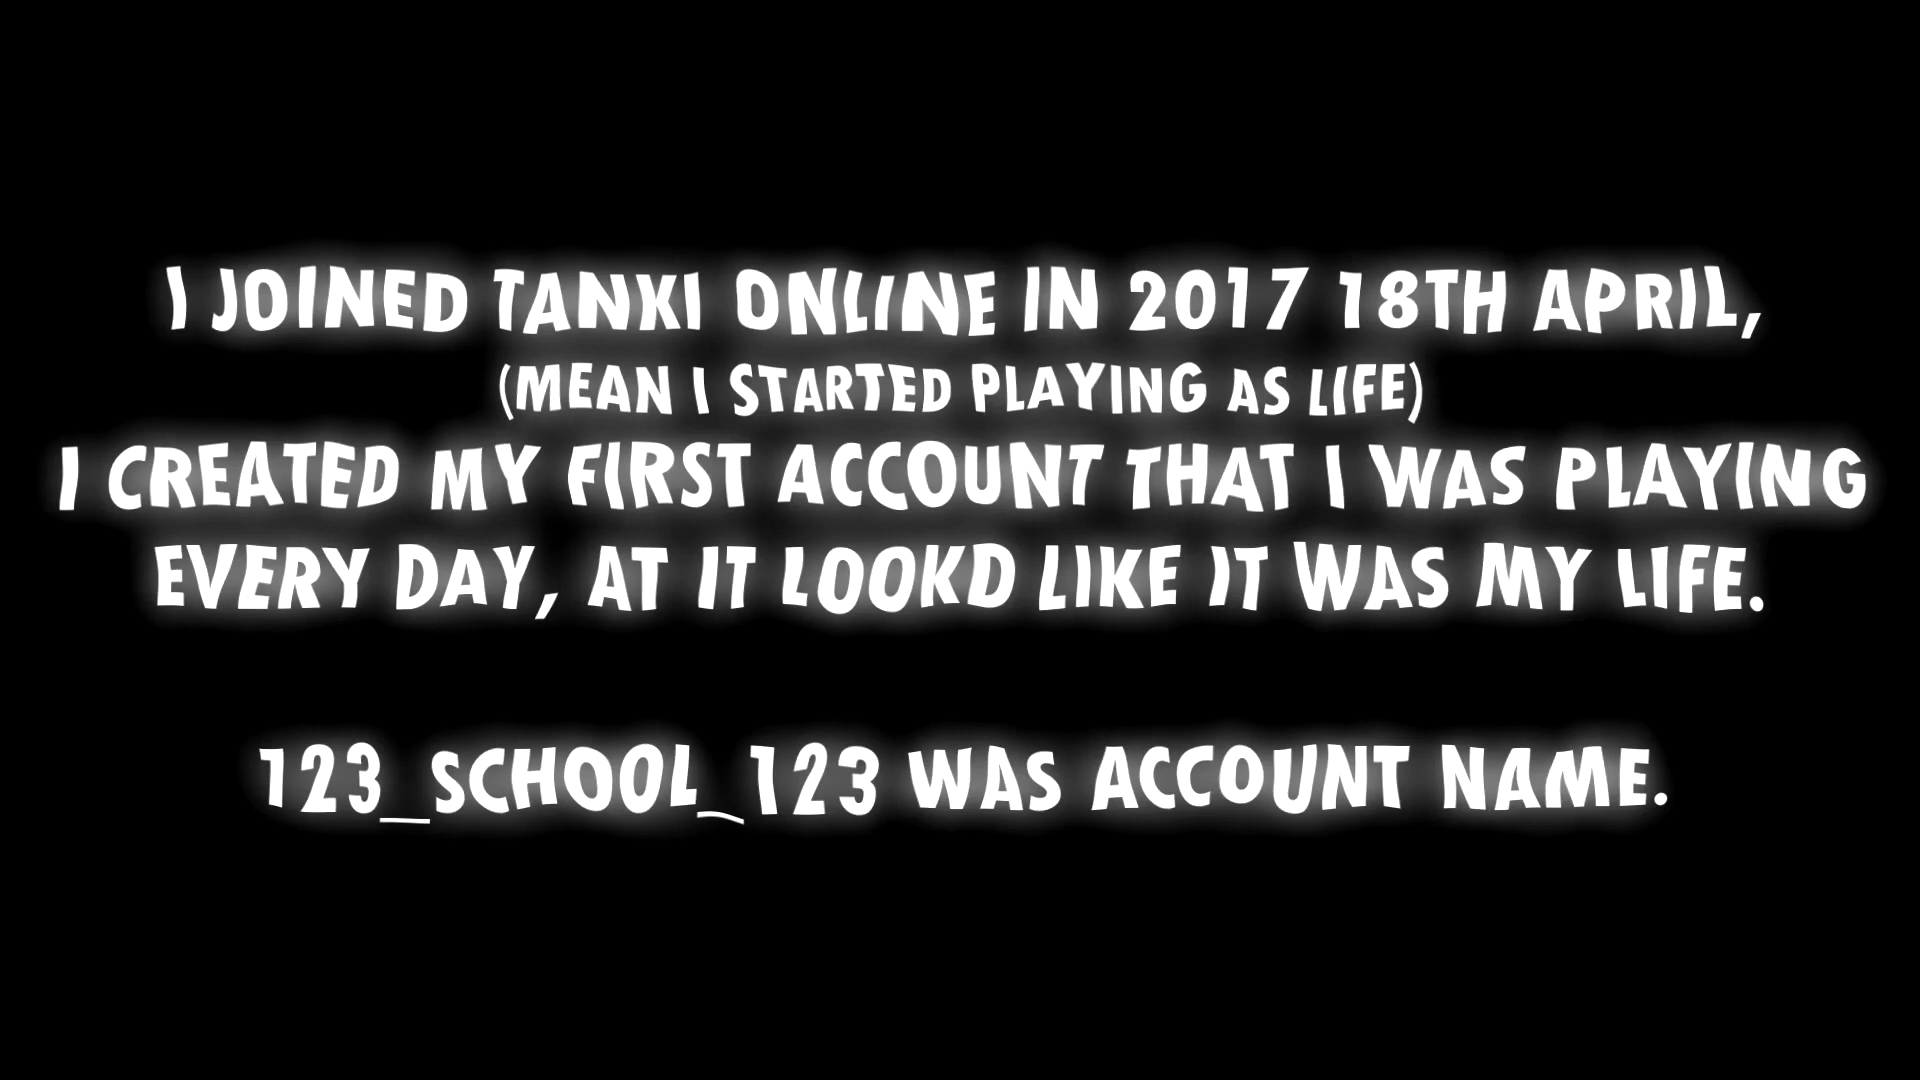 I JOINED TANKI ONLINE IN 2017 18TH APRIL,
(MEAN I STARTED PLAYING AS LIFE)
I CREATED MY FIRST ACCOUNT THAT I WAS PLAYING
EVERY DAY, AT IT LOOKD LIKE IT WAS MY LIFE.
123_SCHOOL_123 WAS ACCOUNT NAME.